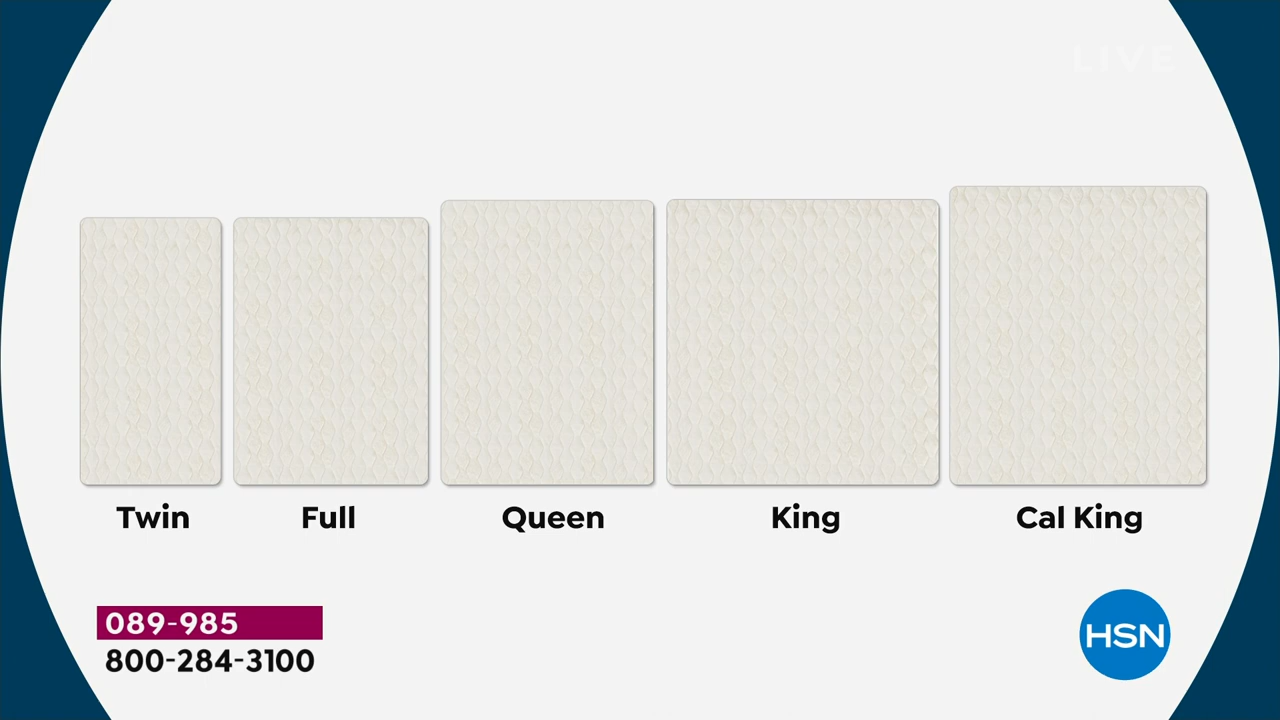 LIVE
Twin
Full
Queen
King
Cal King
089-985
800-284-3100
HSN